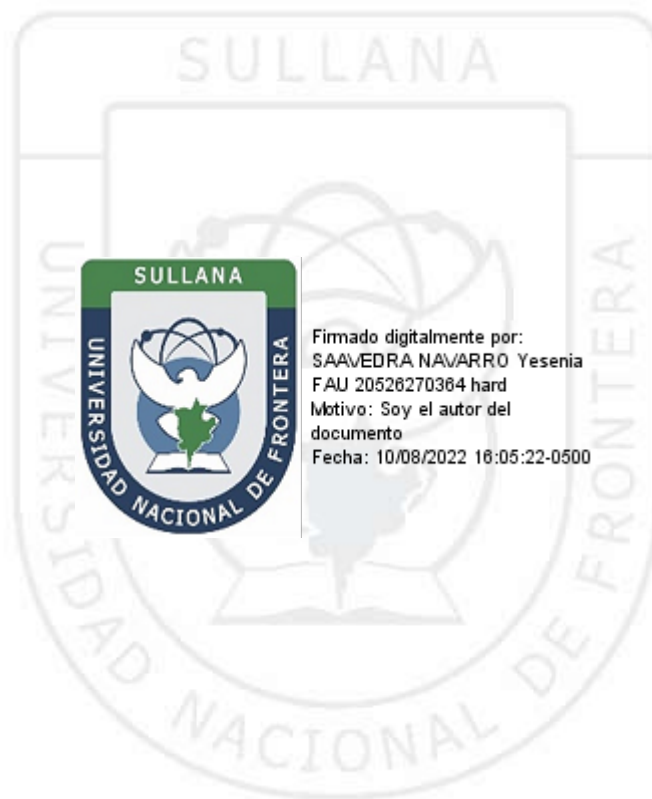 SULLANA
UNIVERSIDAD NACIONAL DE FRONTERA
SULLANA
UNIVERSIDAD NACIONAL DE FRONTERA
Firmado digitalmente por:
SAAVEDRA NAVARRO Yesenia
FAU 20526270364 hard
Motivo: Soy el autor del
documento
Fecha: 10/08/2022 16:05:22-0500